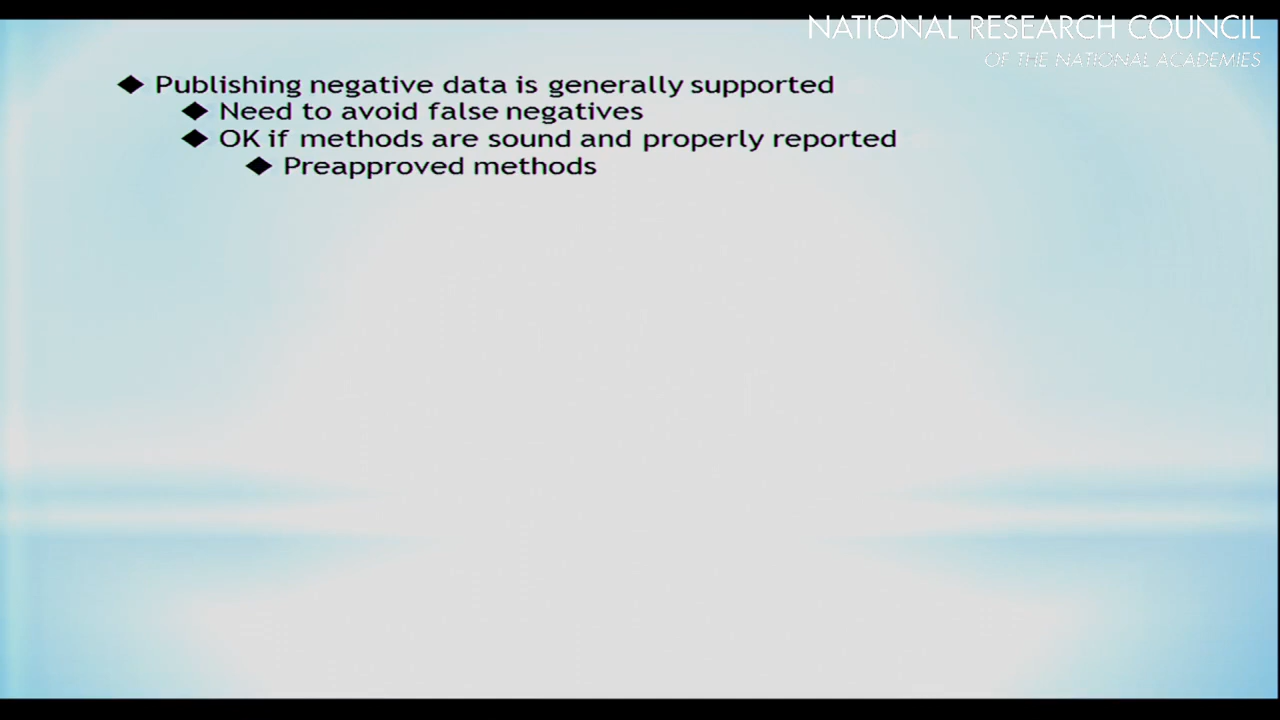 NATIONAL RESEARCH COUNCIL
OF THE NATIONAL ACADEMIES
Publishing negative data is generally supported
Need to avoid false negatives
OK if methods are sound and properly reported
Preapproved methods